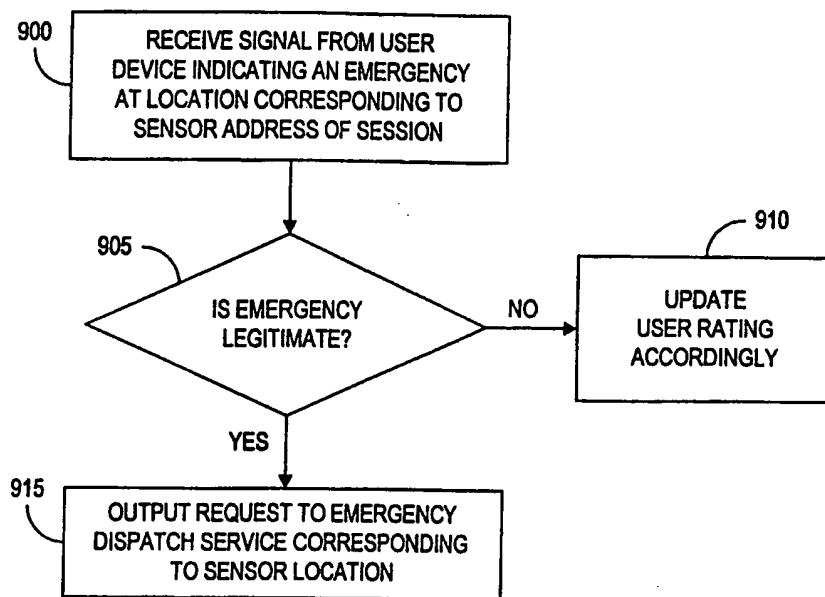 900
RECEIVE SIGNAL FROM USER
DEVICE INDICATING AN EMERGENCY
AT LOCATION CORRESPONDING TO
SENSOR ADDRESS OF SESSION
905
IS EMERGENCY
LEGITIMATE?
NO
910
UPDATE
USER RATING
ACCORDINGLY
YES
915
OUTPUT REQUEST TO EMERGENCY
DISPATCH SERVICE CORRESPONDING
TO SENSOR LOCATION